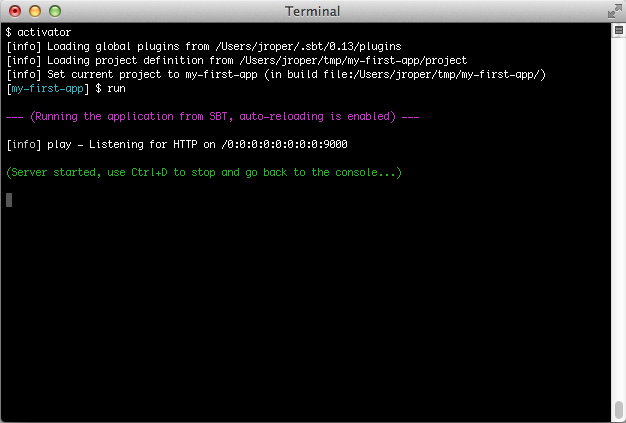 Terminal
$ activator
[info] Loading global plugins from /Users/jroper/.sbt/0.13/plugins
[info] Loading project definition from /Users/jroper/tmp/my-first-app/project
[info] Set current project to my-first-app (in build file:/Users/jroper/tmp/my-first-app/)
[my-first-app] $ run
--- (Running the application from SBT, auto-reloading is enabled) ---
[info] play - Listening for HTTP on /0:0:0:0:0:0:0:0:9000
(Server started, use Ctrl+D to stop and go back to the console...)